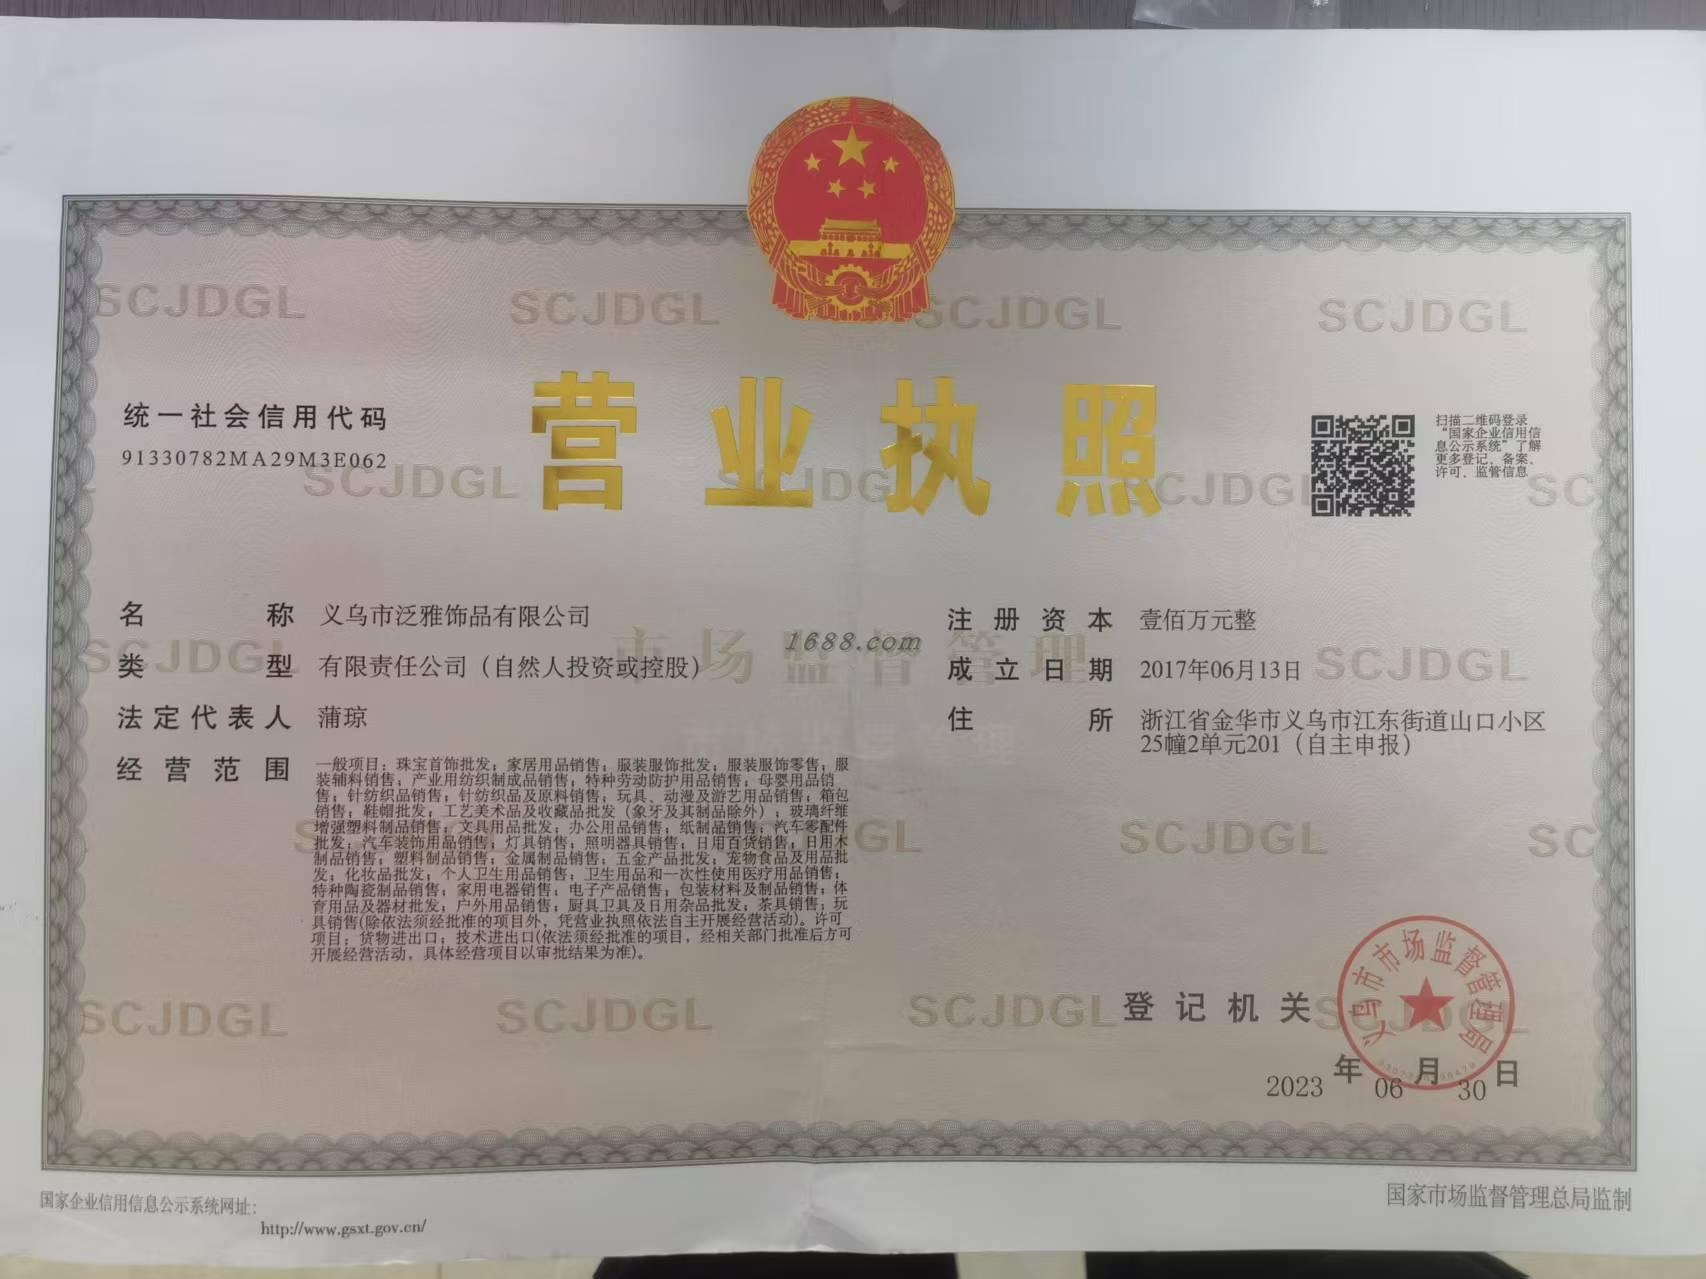 统一社会信用代码
91330782MA29M3E062
营业执照
扫描二维码登录
“国家企业信用信
息公示系统”了解
更多登记、备案、
许可、监管信息
名称 义乌市泛雅饰品有限公司
类型 有限责任公司（自然人投资或控股）
法定代表人 蒲琼
经营范围 一般项目：珠宝首饰批发；家居用品销售；服装服饰批发；服装服饰零售；服
装辅料销售；产业用纺织制成品销售；特种劳动防护用品销售；母婴用品销
售；针纺织品销售；针纺织品及原料销售；玩具、动漫及游艺用品销售；箱包
销售；鞋帽批发；工艺美术品及收藏品批发（象牙及其制品除外）；玻璃纤维
增强塑料制品销售；文具用品批发；办公用品销售；纸制品销售；汽车零配件
批发；汽车装饰用品销售；灯具销售；照明器具销售；日用百货销售；日用木
制品销售；塑料制品销售；金属制品销售；五金产品批发；宠物食品及用品批
发；化妆品批发；个人卫生用品销售；卫生用品和一次性使用医疗用品销售；
特种陶瓷制品销售；家用电器销售；电子产品销售；包装材料及制品销售；体
育用品及器材批发；户外用品销售；厨具卫具及日用杂品批发；茶具销售；玩
具销售(除依法须经批准的项目外，凭营业执照依法自主开展经营活动)。许可
项目：货物进出口；技术进出口(依法须经批准的项目，经相关部门批准后方可
开展经营活动，具体经营项目以审批结果为准)。
注册资本 壹佰万元整
成立日期 2017年06月13日
住所 浙江省金华市义乌市江东街道山口小区
25幢2单元201（自主申报）
1688.com
市场监督管理
SCJDGL SCJDGL SCJDGL SCJDGL
SCJDGL SCJDGL SCJDGL SC
SCJDGL SCJDGL
SCJDGL SC
SCJDGL SCJDGL SCJDGL
登记机关
义乌市市场监督管理局
2023年06月30日
国家企业信用信息公示系统网址：
http://www.gsxt.gov.cn/
国家市场监督管理总局监制